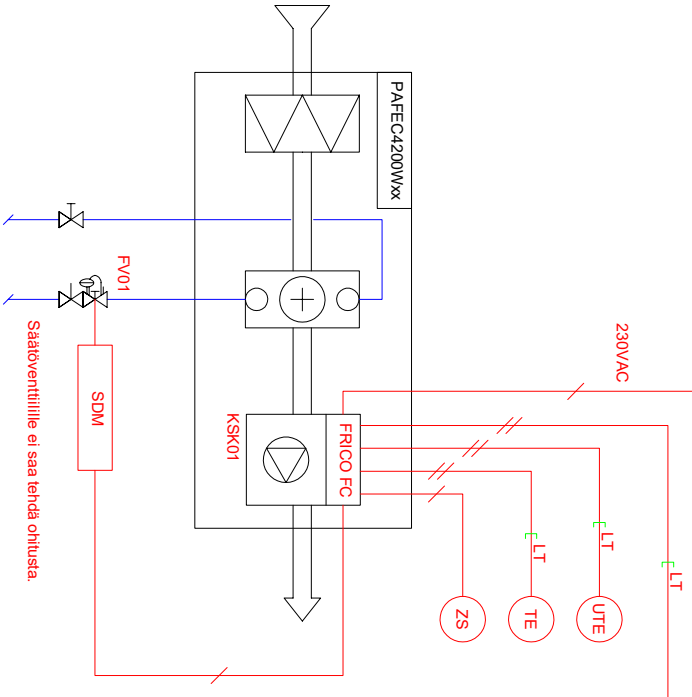 PAFEC4200Wxx
230VAC
FV01
SDM
Säätöventtiilille ei saa tehdä ohitusta.
KSK01
FRICO FC
LT
LT
LT
ZS
TE
UTE